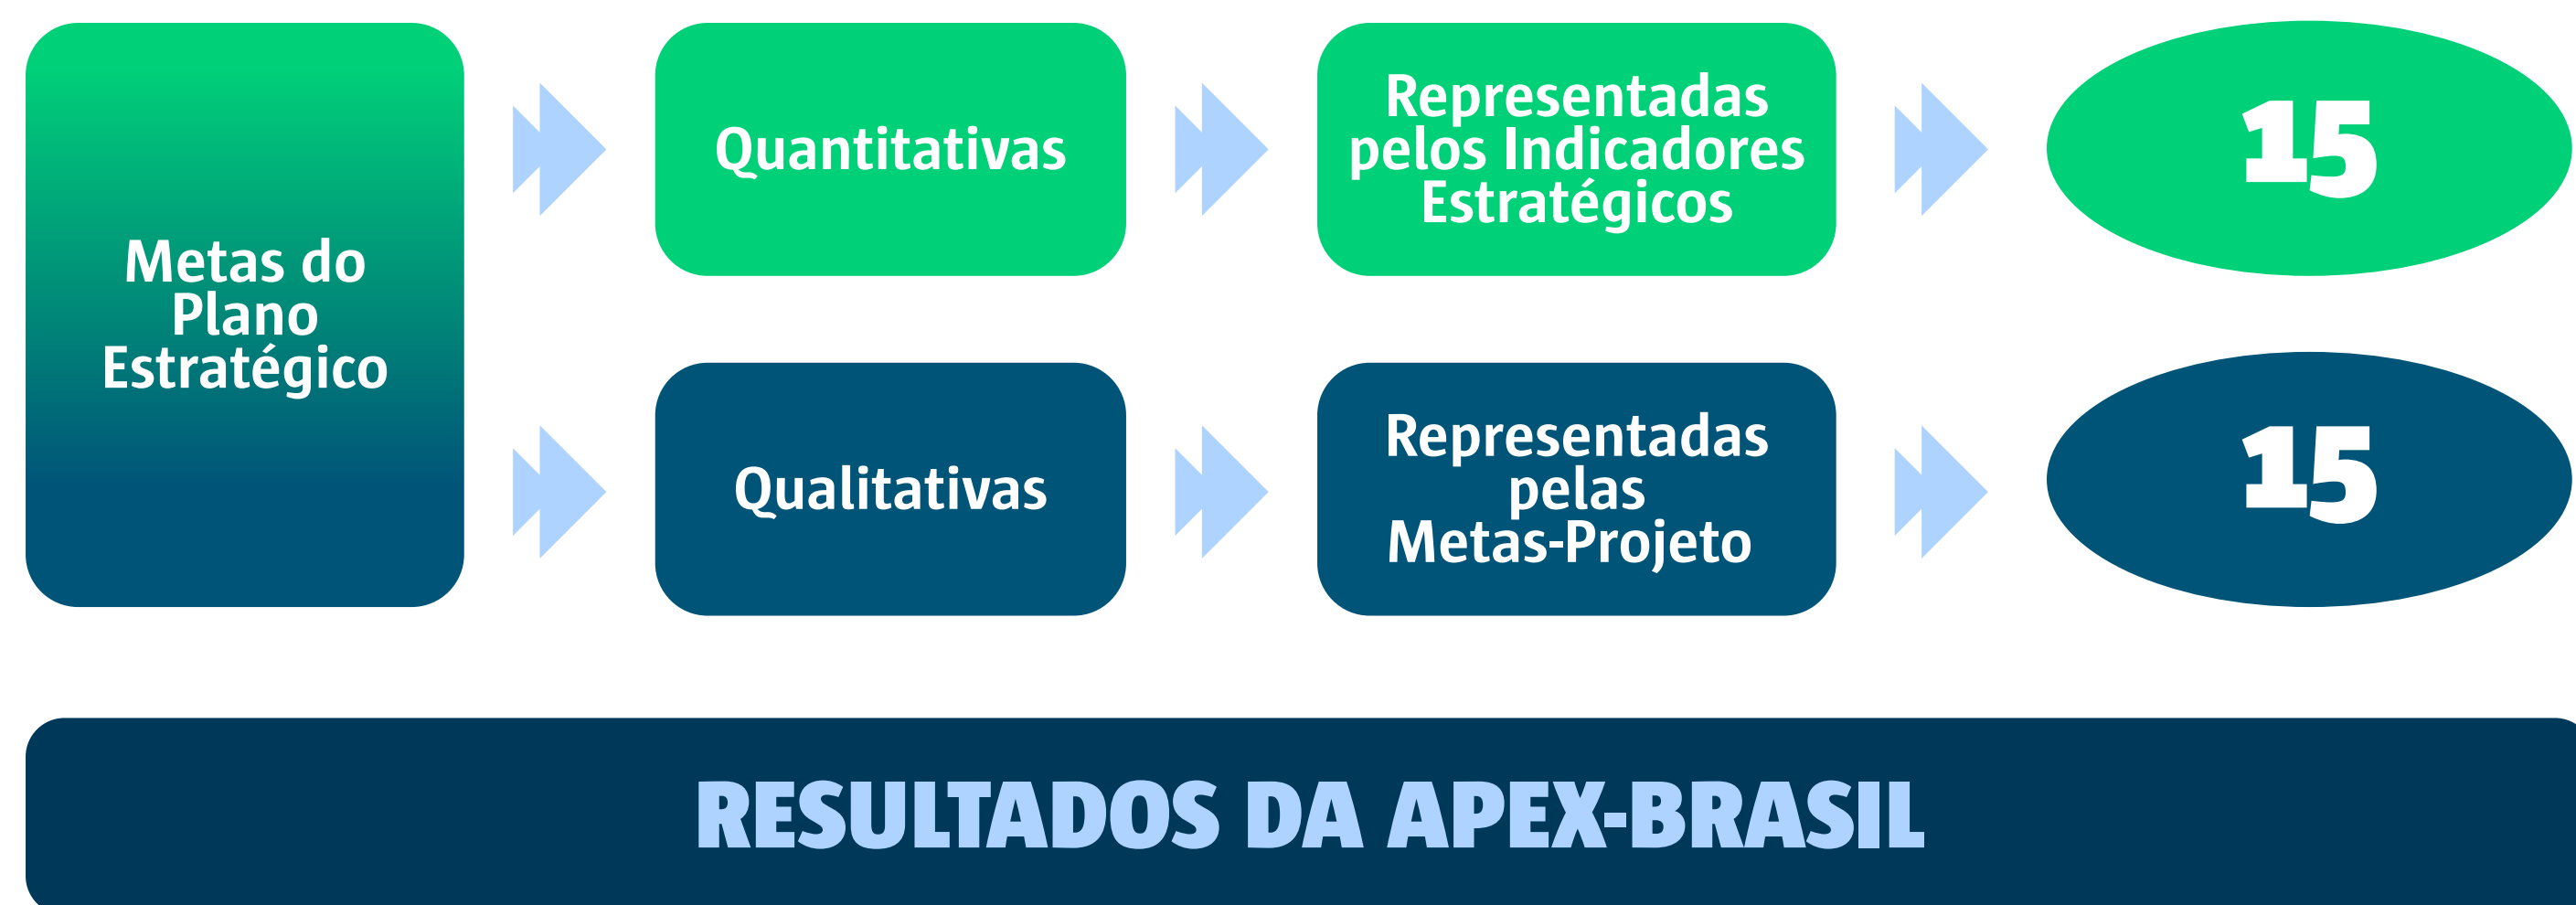 Metas do
Plano
Estratégico
Quantitativas
Representadas
pelos Indicadores
Estratégicos
15
Qualitativas
Representadas
pelas
Metas-Projeto
15
RESULTADOS DA APEX-BRASIL